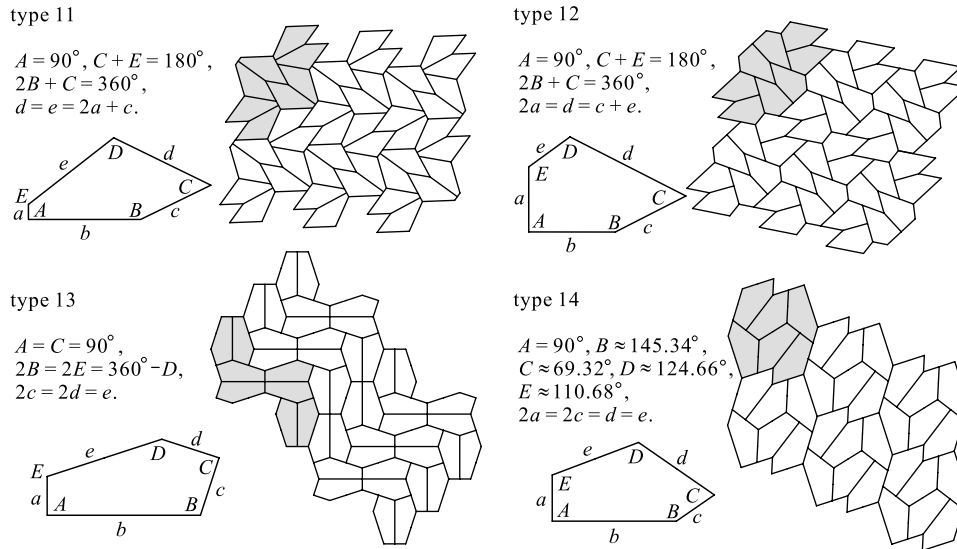 type 11
A = 90°, C + E = 180°,
2B + C = 360°,
d = e = 2a + c.
e
D
d
E
C
a
A
B
c
b
type 12
A = 90°, C + E = 180°,
2B + C = 360°,
2a = d = c + e.
e
D
d
E
a
C
A
B
c
b
type 13
A = C = 90°,
2B = 2E = 360° − D,
2c = 2d = e.
e
D
d
E
C
a
A
B
c
b
type 14
A = 90°, B ≈ 145.34°,
C ≈ 69.32°, D ≈ 124.66°,
E ≈ 110.68°,
2a = 2c = d = e.
e
D
d
E
a
C
A
B
c
b